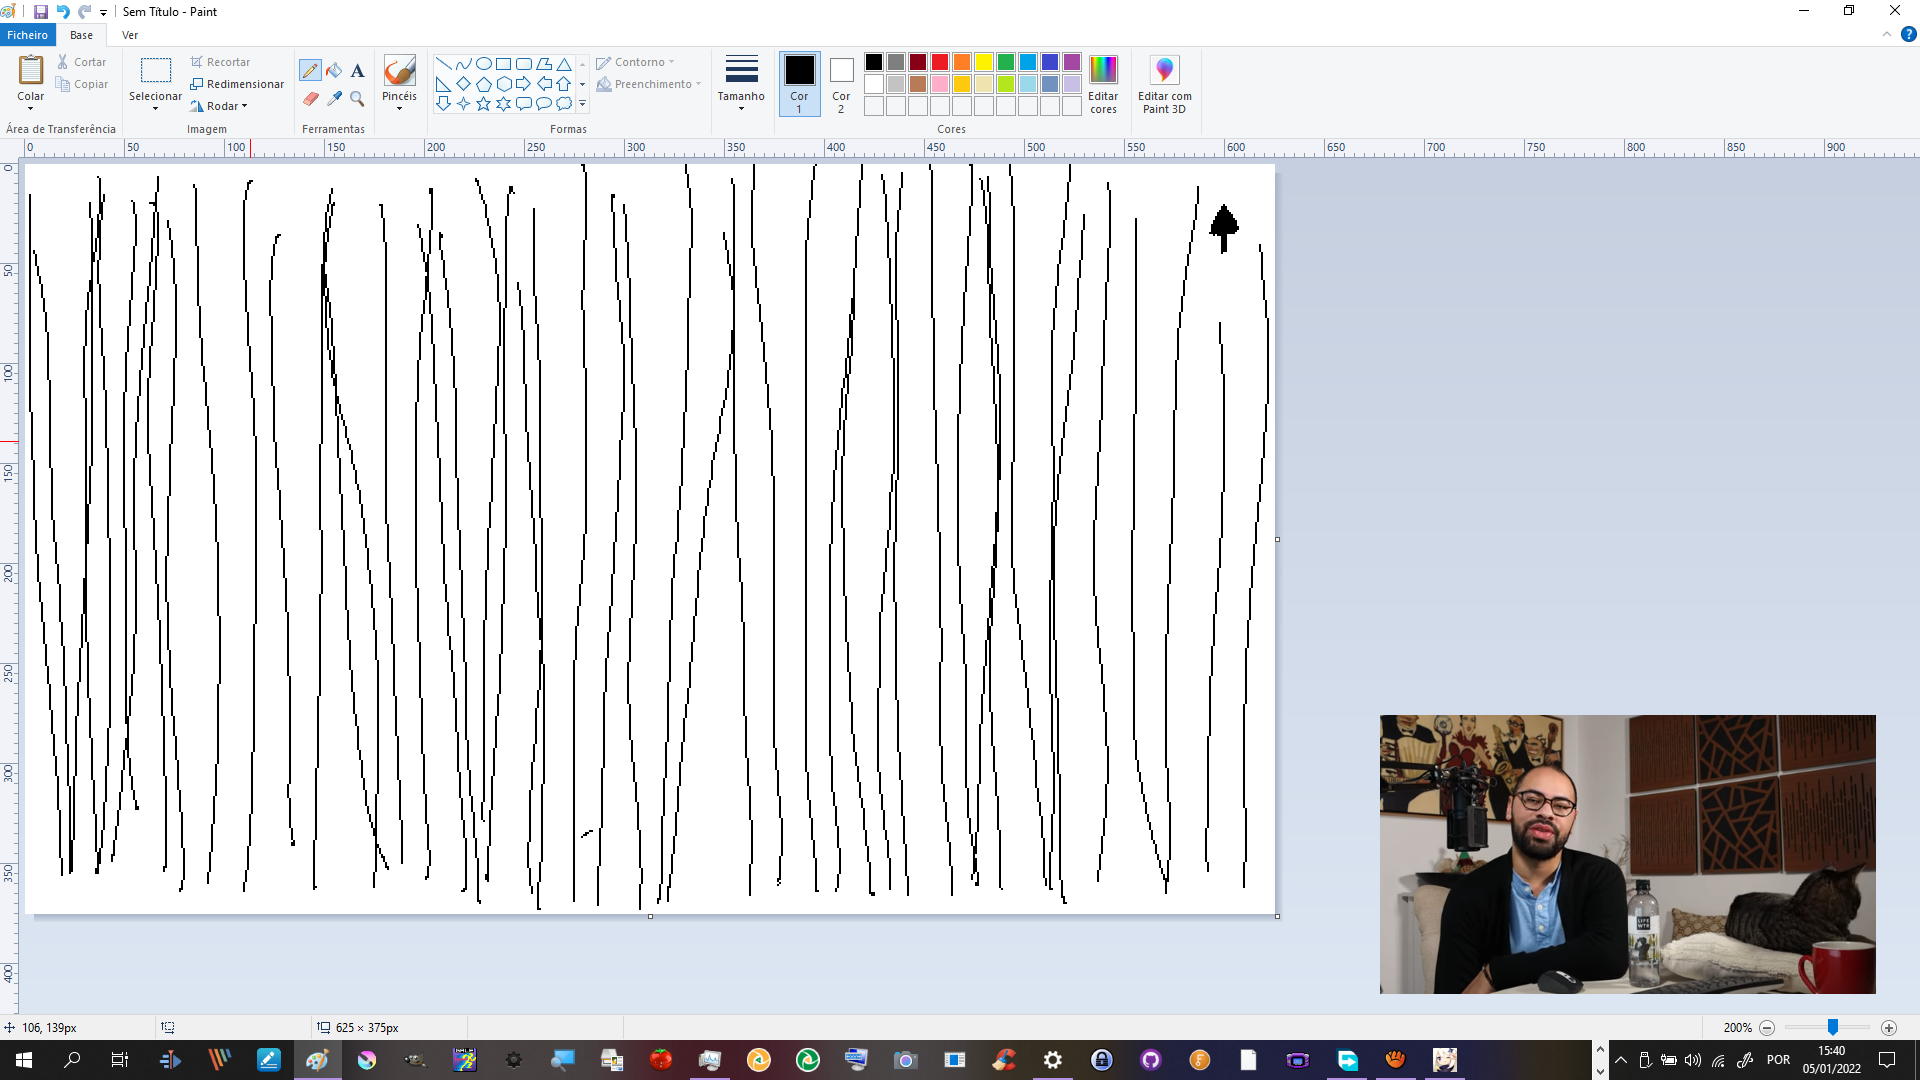 Sem Título - Paint
Ficheiro Base Ver
Colar
Cortar
Copiar
Área de Transferência
Selecionar
Recortar
Redimensionar
Rodar
Imagem
Ferramentas
Pincéis
Contorno
Preenchimento
Formas
Tamanho
Cor
1
Cor
2
Editar
cores
Cores
Editar com
Paint 3D
0 50 100 150 200 250 300 350 400 450 500 550 600 650 700 750 800 850 900
0
50
100
150
200
250
300
350
400
LIFE
WTR
106, 139px
625 × 375px
200%
POR
15:40
05/01/2022